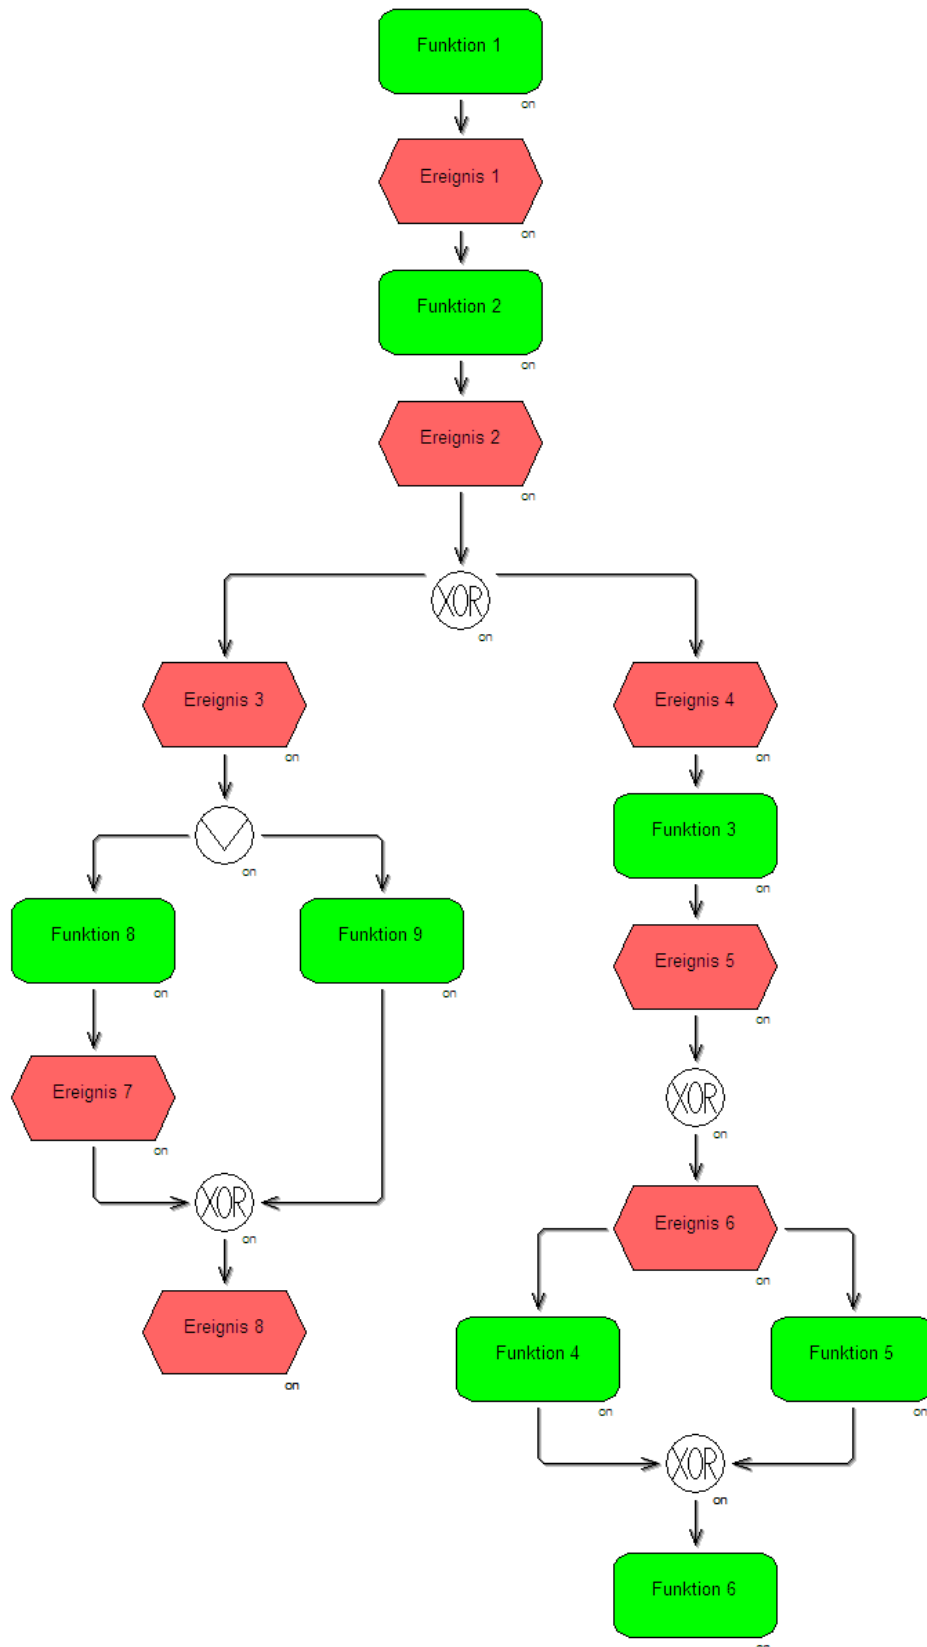 Funktion 1
on
Ereignis 1
on
Funktion 2
on
Ereignis 2
on
XOR
on
Ereignis 3
on
Ereignis 4
on
on
Funktion 3
on
Funktion 8
on
Funktion 9
on
Ereignis 5
on
Ereignis 7
on
XOR
on
XOR
on
Ereignis 6
on
Ereignis 8
on
Funktion 4
on
Funktion 5
on
XOR
on
Funktion 6
on